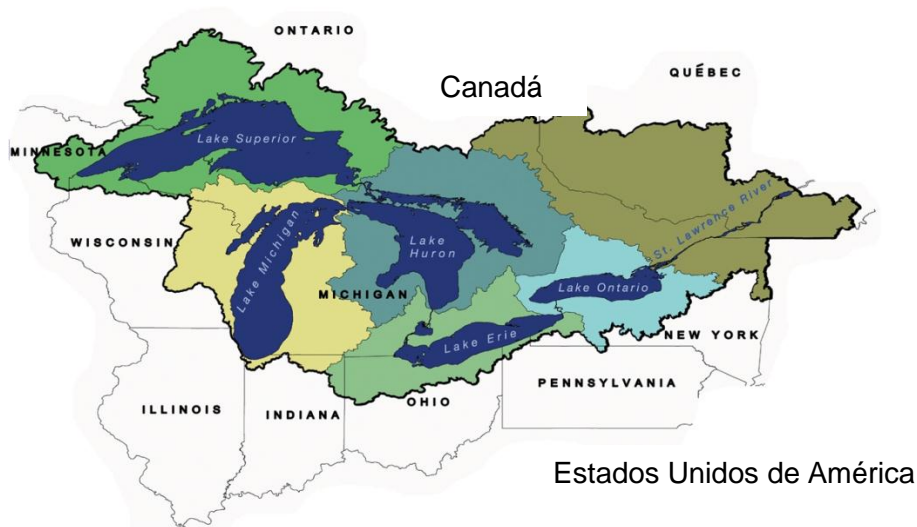 ONTARIO
QUÉBEC
Canadá
Lake Superior
MINNESOTA
St. Lawrence River
WISCONSIN
Lake Michigan
Lake
Huron
Lake Ontario
MICHIGAN
Lake Erie
NEW YORK
PENNSYLVANIA
OHIO
ILLINOIS
INDIANA
Estados Unidos de América